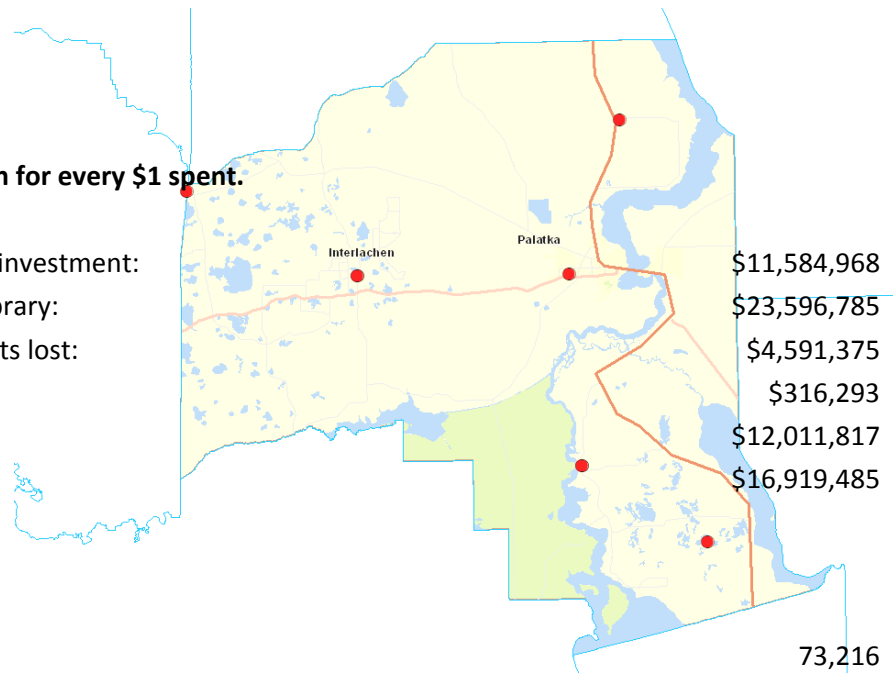 n for every $1 spent.
Interlachen
Palatka
investment: $11,584,968
orary: $23,596,785
ts lost: $4,591,375
$316,293
$12,011,817
$16,919,485
73,216